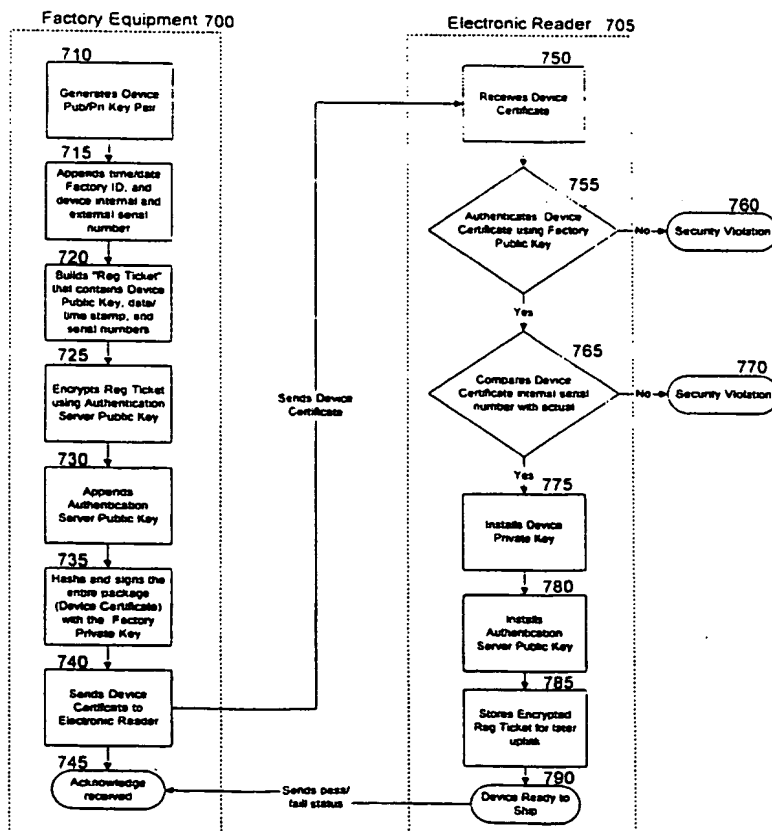 Factory Equipment 700
710
Generates Device
Pub/Pri Key Pair
715
Appends time/date
Factory ID, and
device internal and
external serial
number
720
Builds "Reg Ticket"
that contains Device
Public Key, data/
time stamp, and
serial numbers
725
Encrypts Reg Ticket
using Authentication
Server Public Key
730
Appends
Authentication
Server Public Key
735
Hashs and signs the
entire package
(Device Certificate)
with the Factory
Private Key
740
Sends Device
Certificate to
Electronic Reader
745
Acknowledge
received
Sends Device
Certificate
Sends pass/
fail status
Electronic Reader 705
750
Receives Device
Certificate
755
Authenticates Device
Certificate using Factory
Public Key
No
760
Security Violation
Yes
765
Compares Device
Certificate internal serial
number with actual
No
770
Security Violation
Yes
775
Installs Device
Private Key
780
Installs
Authentication
Server Public Key
785
Stores Encrypted
Reg Ticket for later
uplink
790
Device Ready to
Ship